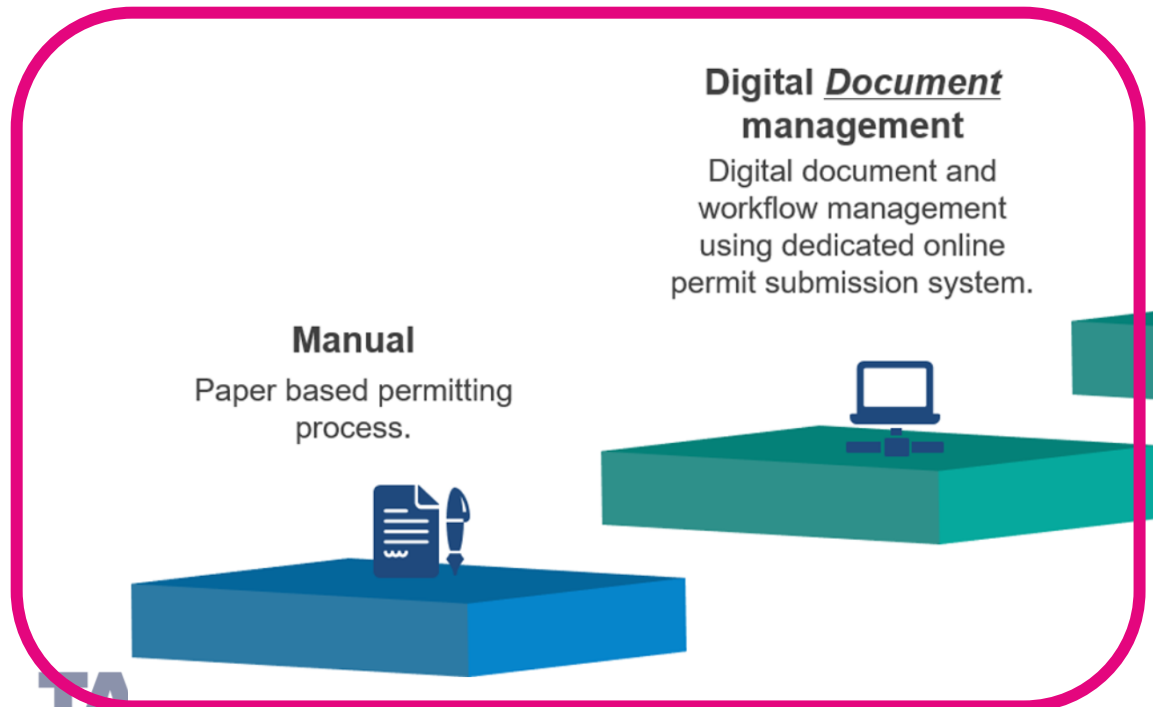 Digital Document
management
Digital document and
workflow management
using dedicated online
permit submission system.
Manual
Paper based permitting
process.
TA